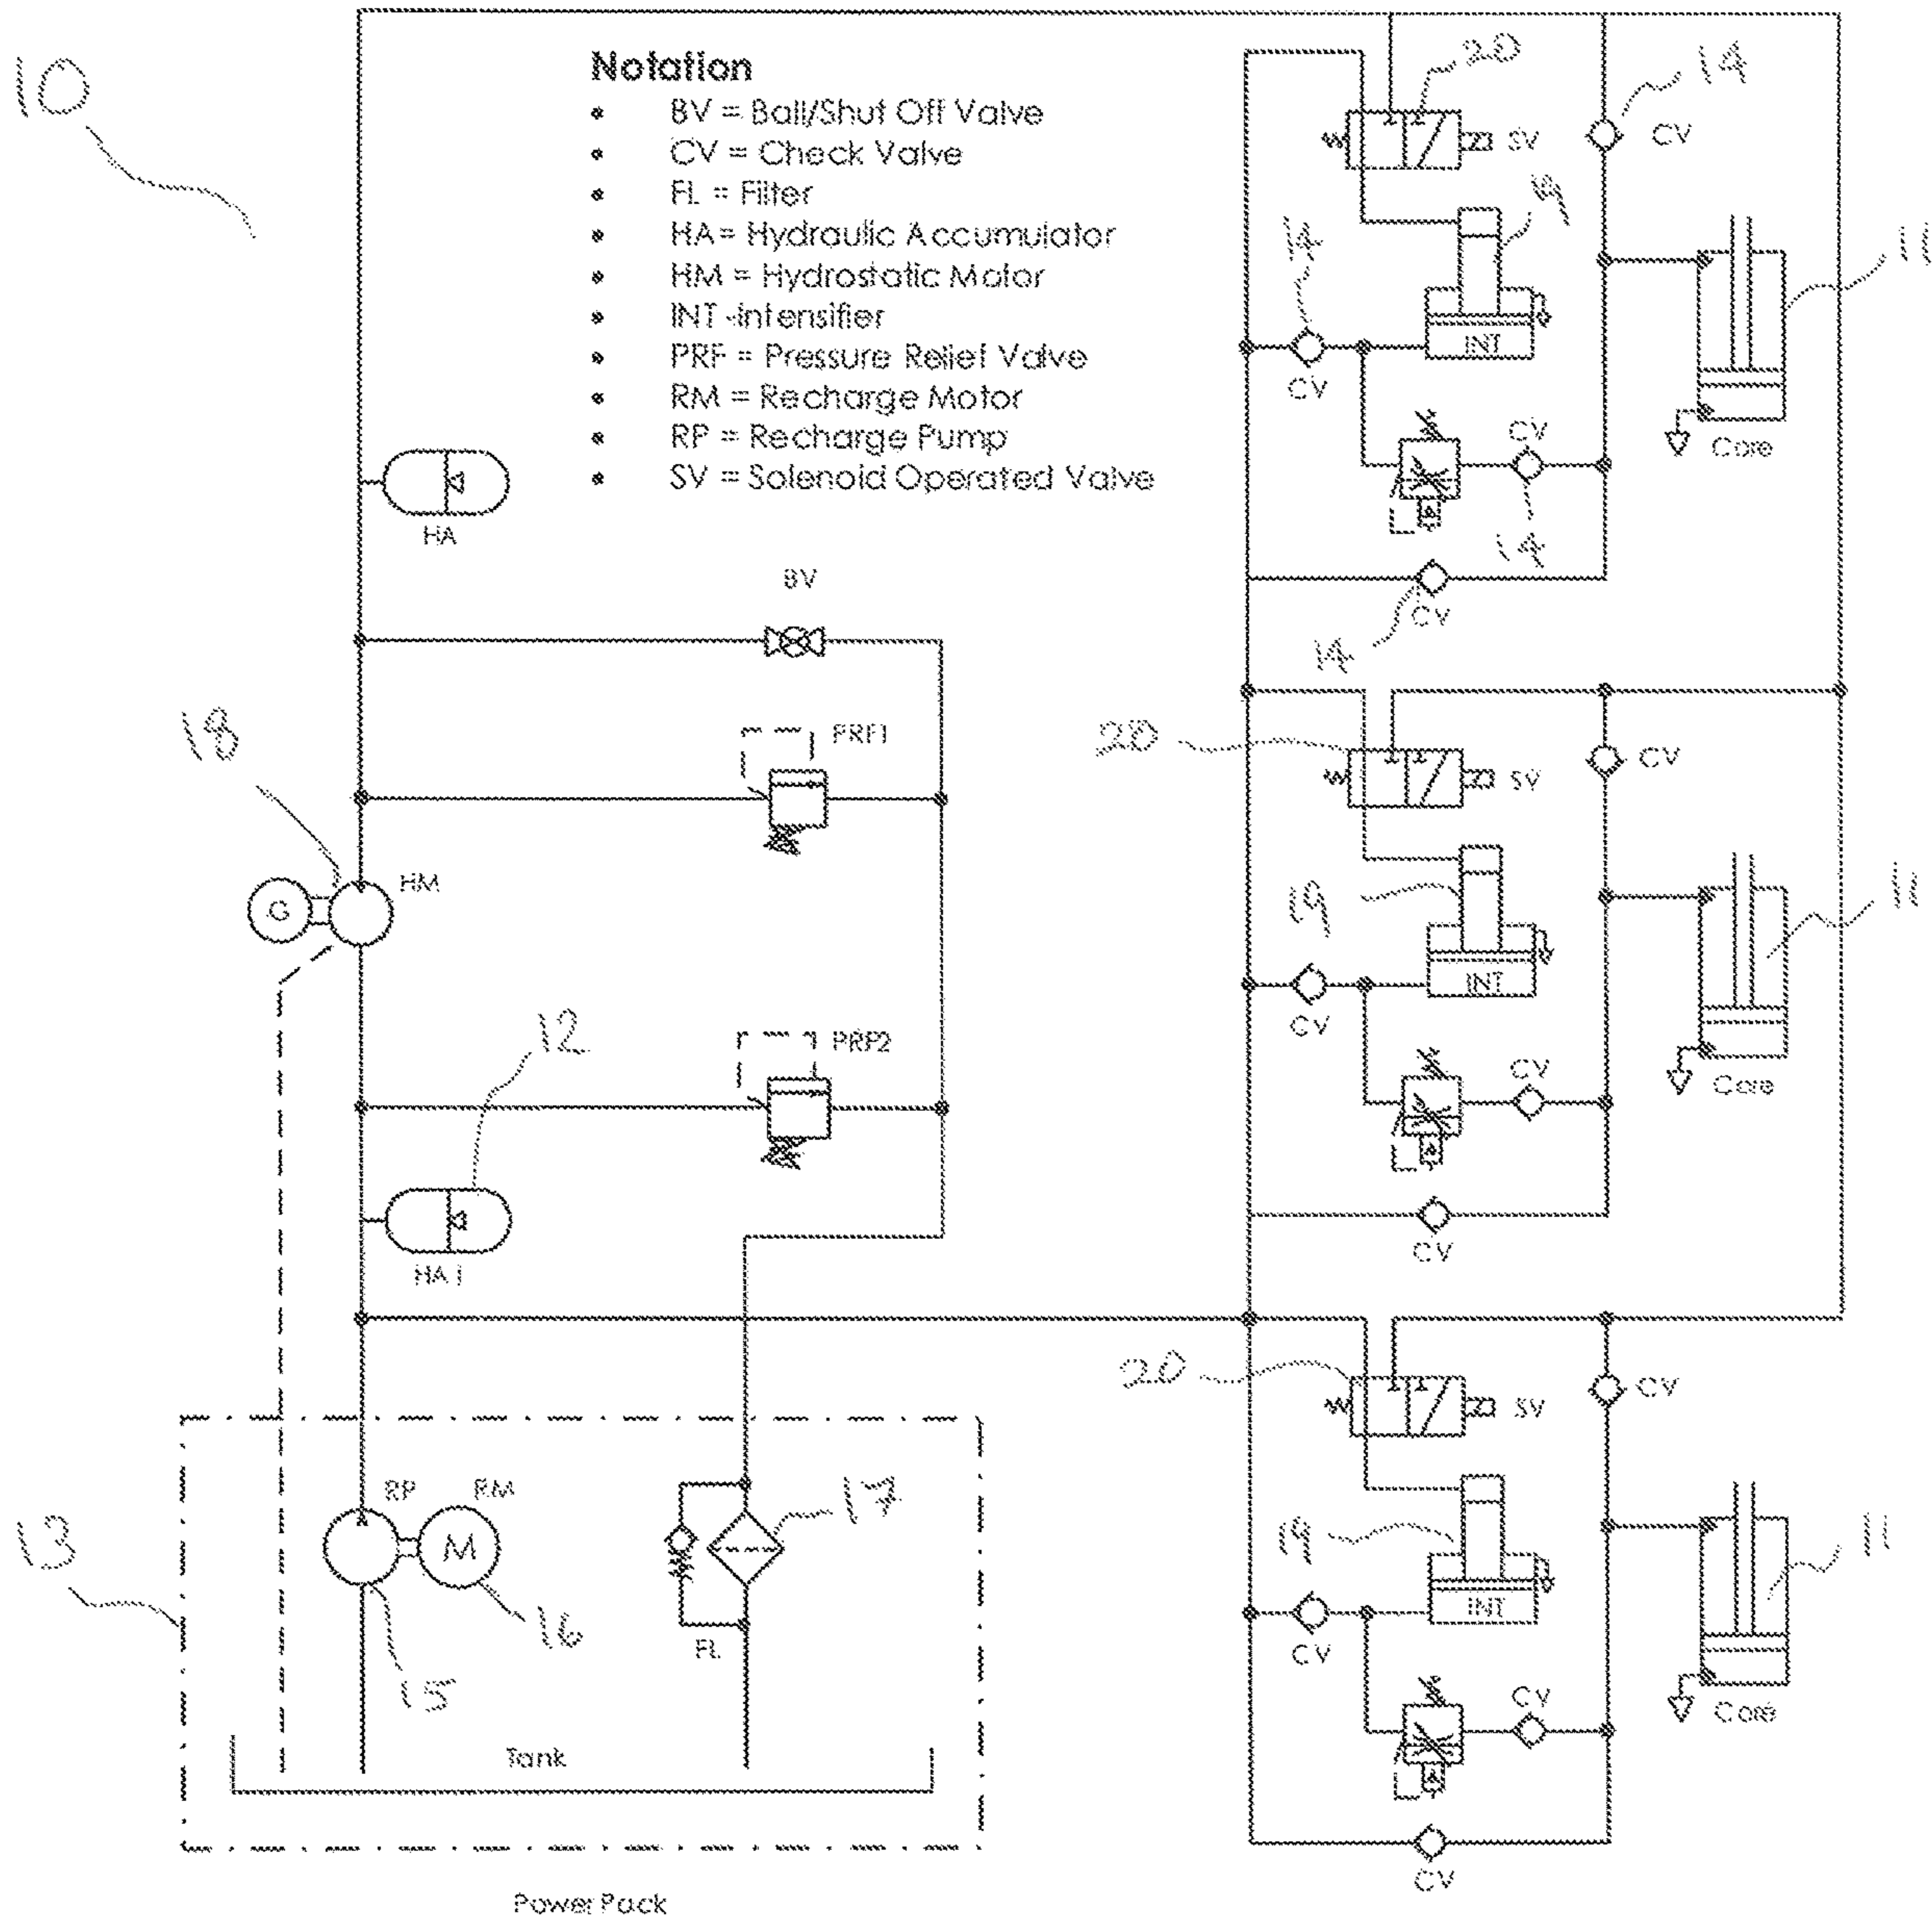 10
Notation
• BV = Ball/Shut Off Valve
• CV = Check Valve
• FL = Filter
• HA = Hydraulic Accumulator
• HM = Hydrostatic Motor
• INT -Intensifier
• PRF = Pressure Relief Valve
• RM = Recharge Motor
• RP = Recharge Pump
• SV = Solenoid Operated Valve
HA
BV
PRF1
18
HM
G
12
PRF2
HA1
13
RP
RM
M
17
16
15
FL
Tank
Power Pack
20
14
SV
CV
19
14
11
INT
CV
CV
Core
14
CV
14
20
SV
CV
19
11
INT
CV
CV
Core
CV
20
SV
CV
19
11
INT
CV
CV
Core
CV